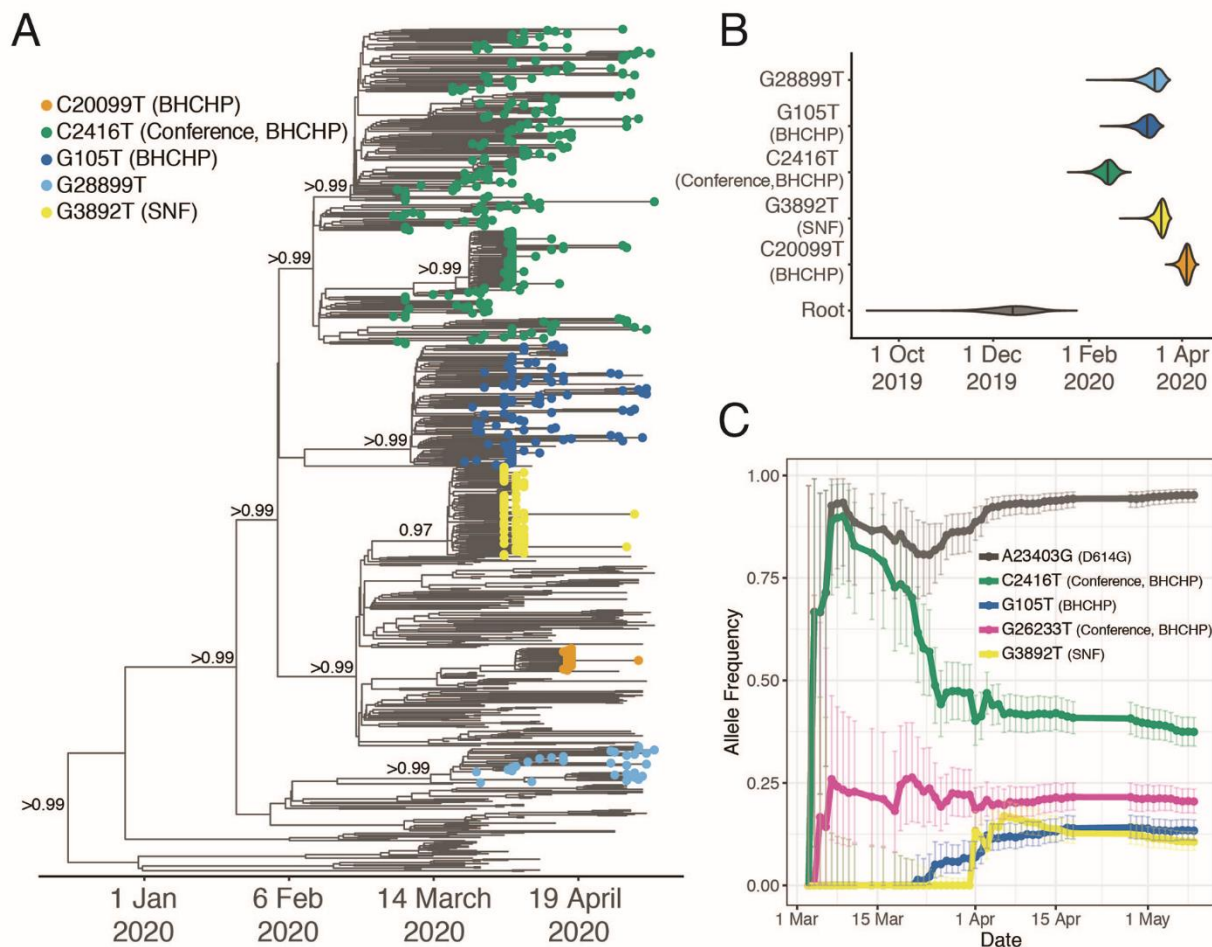 A
C20099T (BHCHP)
C2416T (Conference, BHCHP)
G105T (BHCHP)
G28899T
G3892T (SNF)
>0.99
>0.99
>0.99
>0.99
0.97
>0.99
>0.99
>0.99
>0.99
>0.99
1 Jan
2020
6 Feb
2020
14 March
2020
19 April
2020
B
G28899T
G105T
(BHCHP)
C2416T
(Conference,BHCHP)
G3892T
(SNF)
C20099T
(BHCHP)
Root
1 Oct
2019
1 Dec
2019
1 Feb
2020
1 Apr
2020
C
Allele Frequency
1.00
0.75
0.50
0.25
0.00
A23403G (D614G)
C2416T (Conference, BHCHP)
G105T (BHCHP)
G26233T (Conference, BHCHP)
G3892T (SNF)
1 Mar
15 Mar
1 Apr
15 Apr
1 May
Date